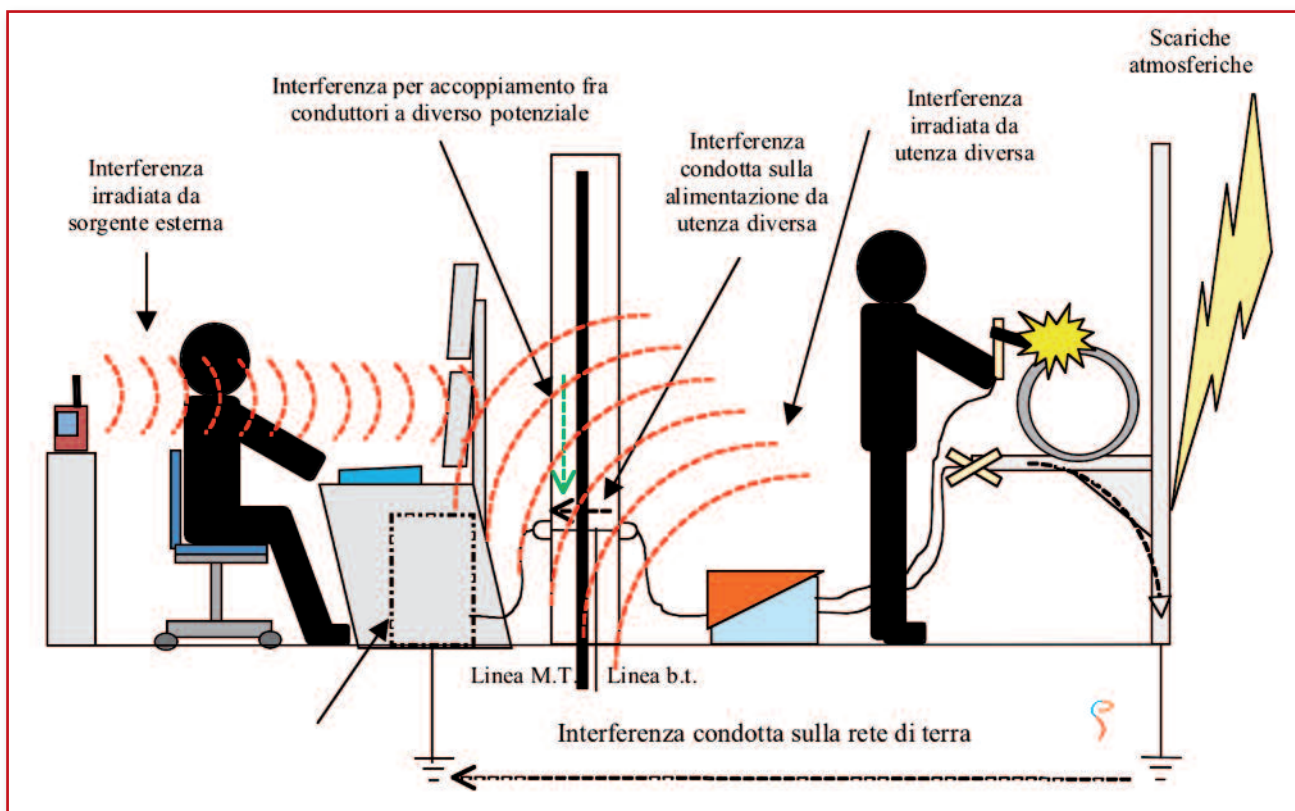 Scariche
atmosferiche
Interferenza per accoppiamento fra
conduttori a diverso potenziale
Interferenza
irradiata da
utenza diversa
Interferenza
condotta sulla
alimentazione da
utenza diversa
Interferenza
irradiata da
sorgente esterna
Linea M.T.
Linea b.t.
Interferenza condotta sulla rete di terra